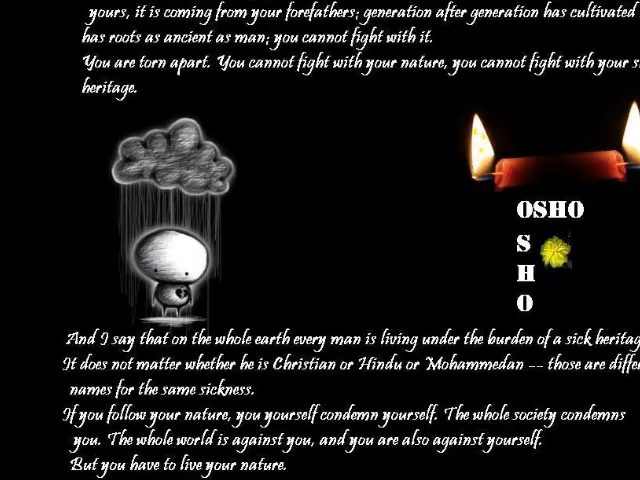 yours, it is coming from your forefathers; generation after generation has cultivated
has roots as ancient as man; you cannot fight with it.
You are torn apart. You cannot fight with your nature, you cannot fight with your
heritage.
OSHO
S
H
O
And I say that on the whole earth every man is living under the burden of a sick
It does not matter whether he is Christian or Hindu or Mohammedan -- those are
names for the same sickness.
If you follow your nature, you yourself condemn yourself. The whole society condemns
you. The whole world is against you, and you are also against yourself.
But you have to live your nature.